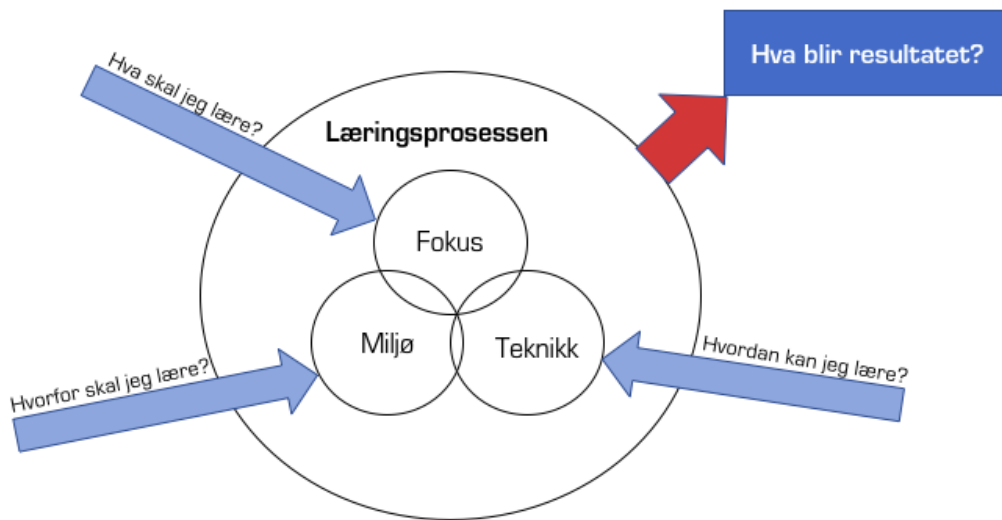 Hva blir resultatet?
Hva skal jeg lære?
Læringsprosessen
Fokus
Miljø
Teknikk
Hvorfor skal jeg lære?
Hvordan kan jeg lære?